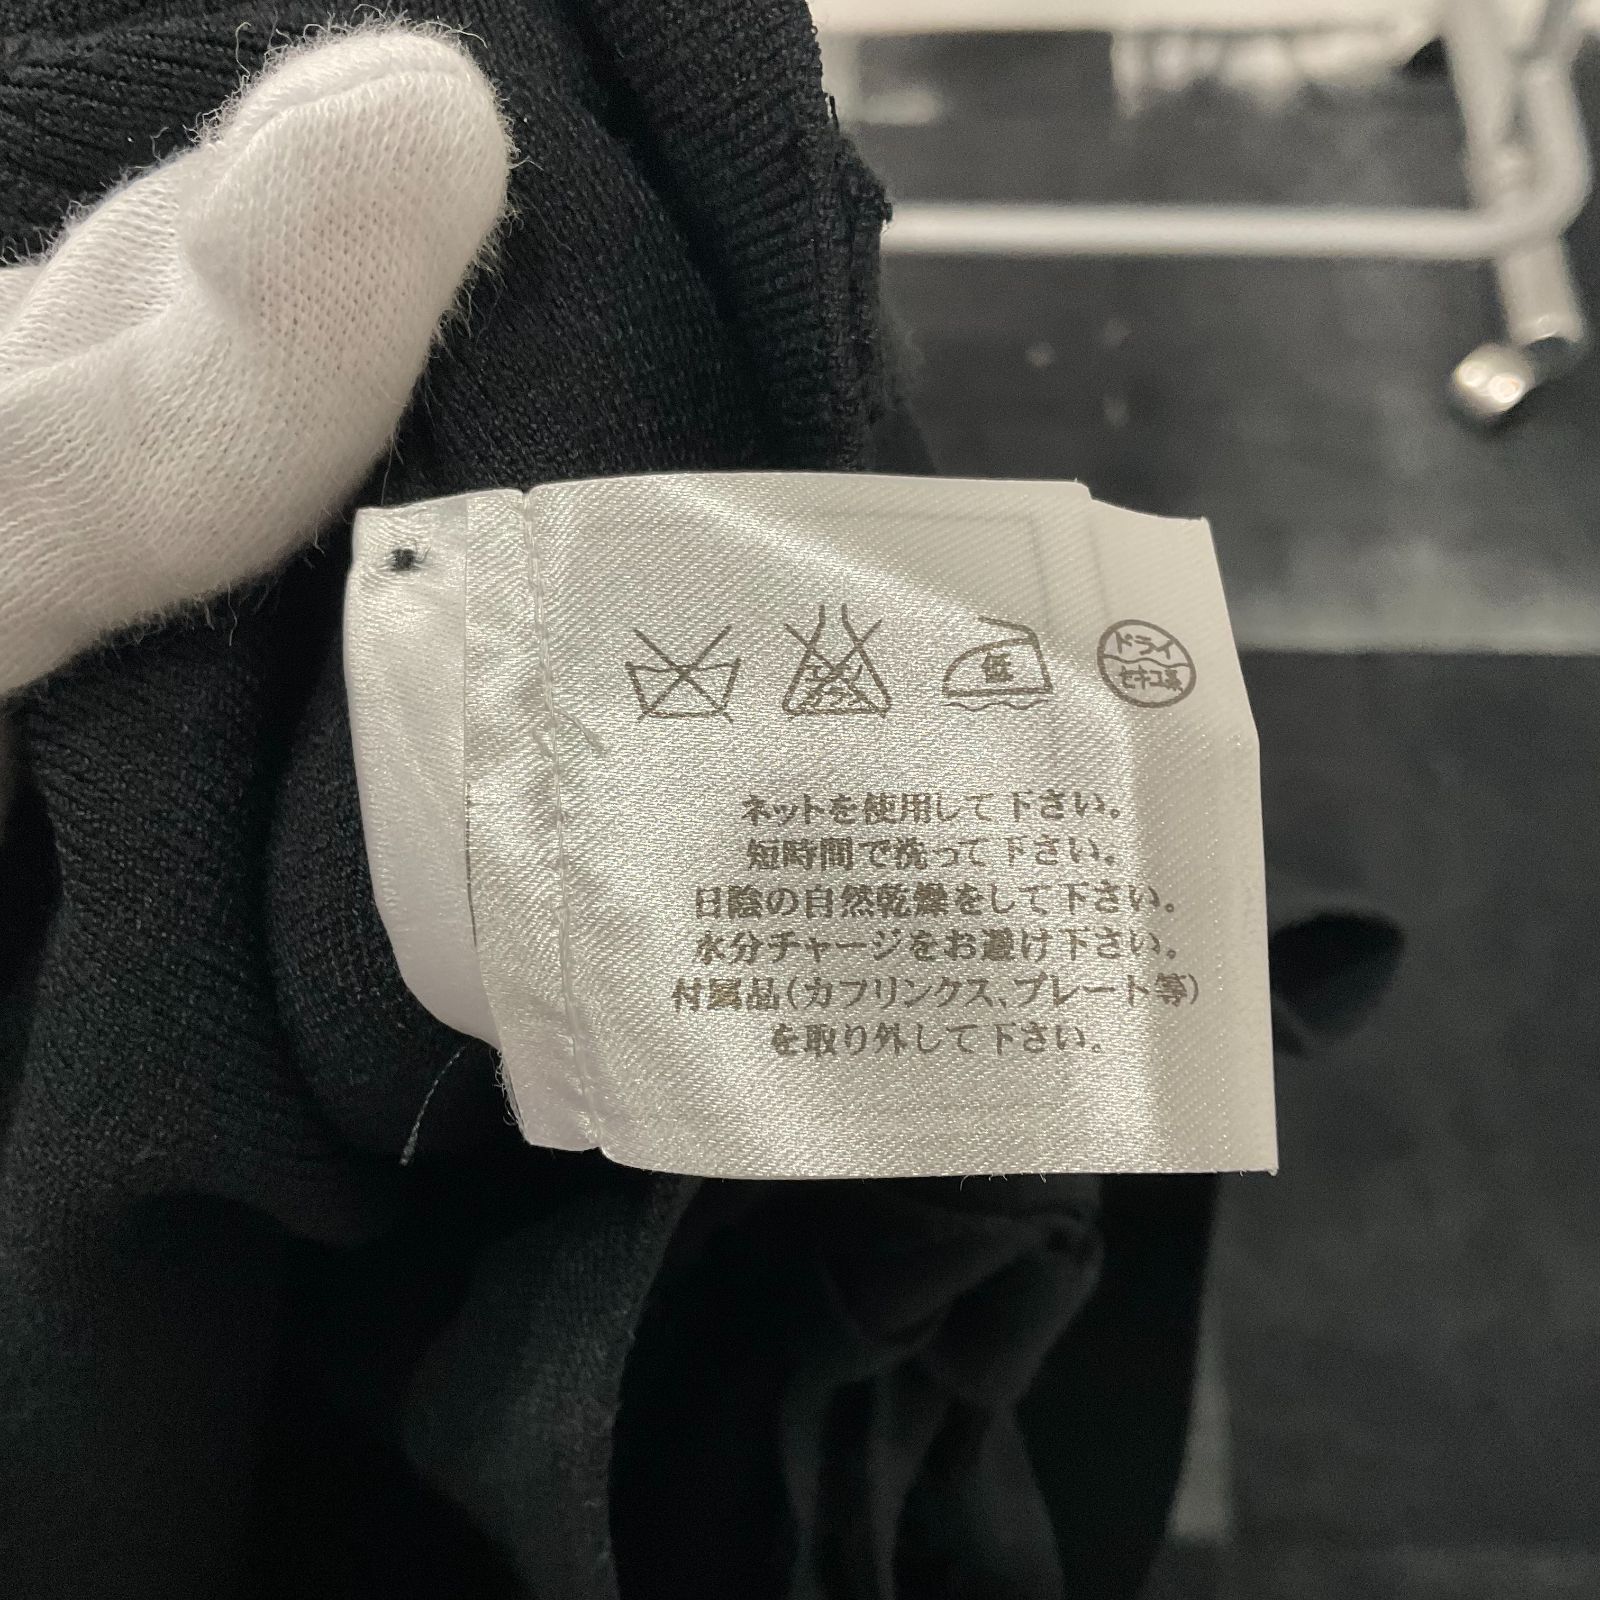 低 ドライ
セキユ系
ネットを使用して下さい。
短時間で洗って下さい。
日陰の自然乾燥をして下さい。
水分チャージをお避け下さい。
付属品(カフリンクス、プレート等)
を取り外して下さい。